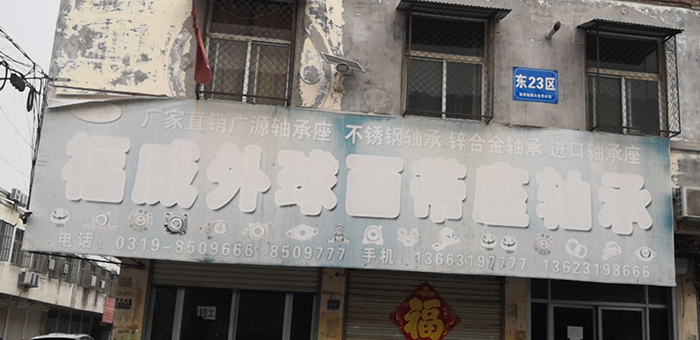 东23区
厂家直销广源轴承座 不锈钢轴承 锌合金轴承 进口轴承座
福威外球面带座轴承
电话：0319-8509666 8509777 手机：13663197777 13623198666
福